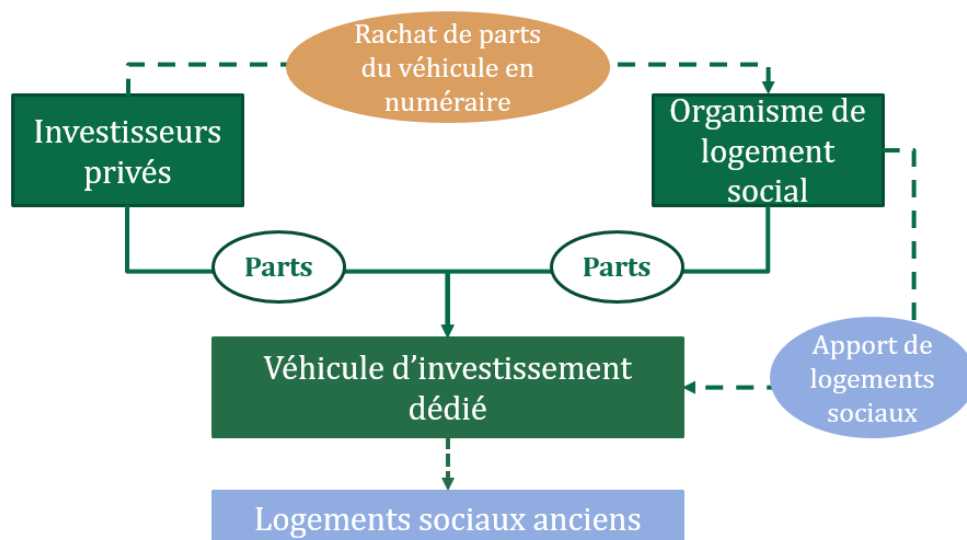 Rachat de parts
du véhicule en
numéraire
Investisseurs
privés
Organisme de
logement
social
Parts
Parts
Véhicule d’investissement
dédié
Apport de
logements
sociaux
Logements sociaux anciens